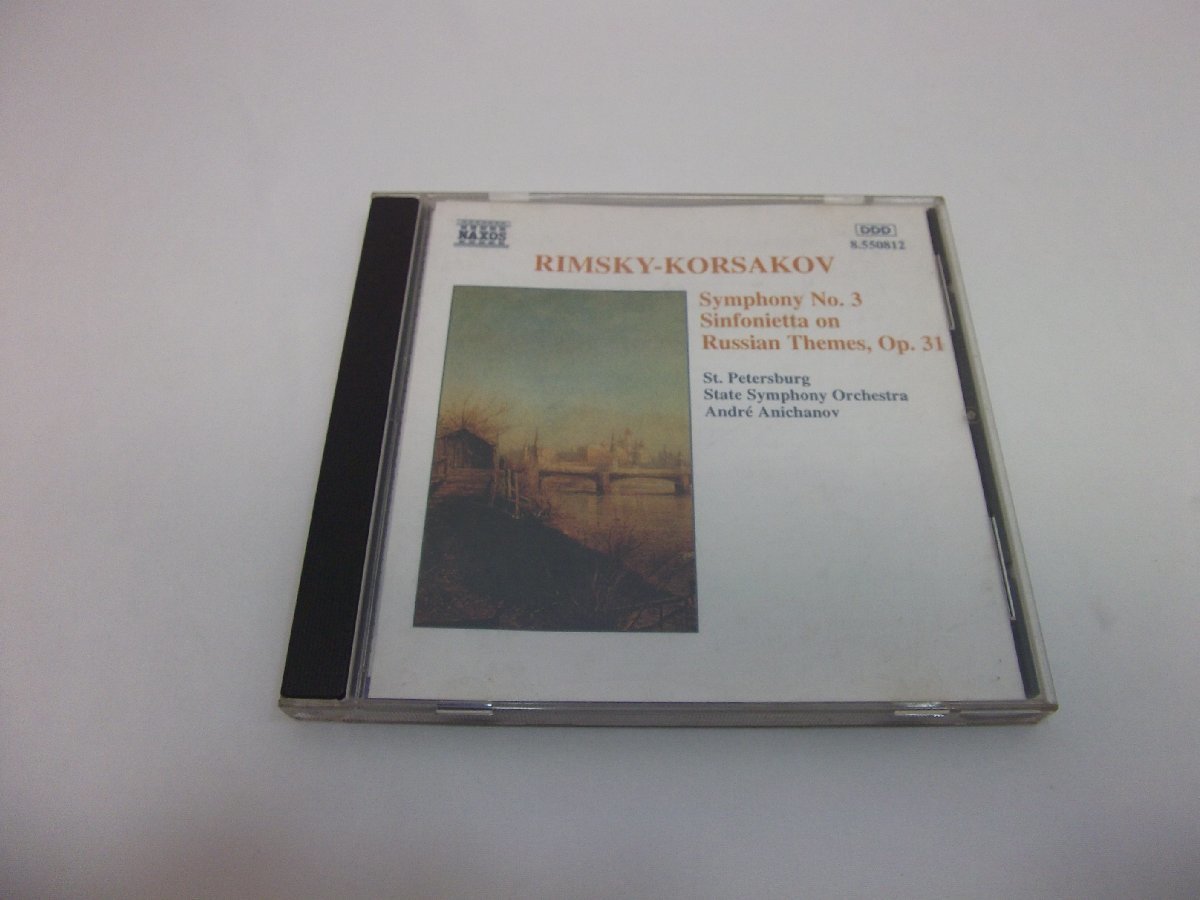 NAXOS
DDD
8.550812
RIMSKY-KORSAKOV
Symphony No. 3
Sinfonietta on
Russian Themes, Op. 31
St. Petersburg
State Symphony Orchestra
André Anichanov